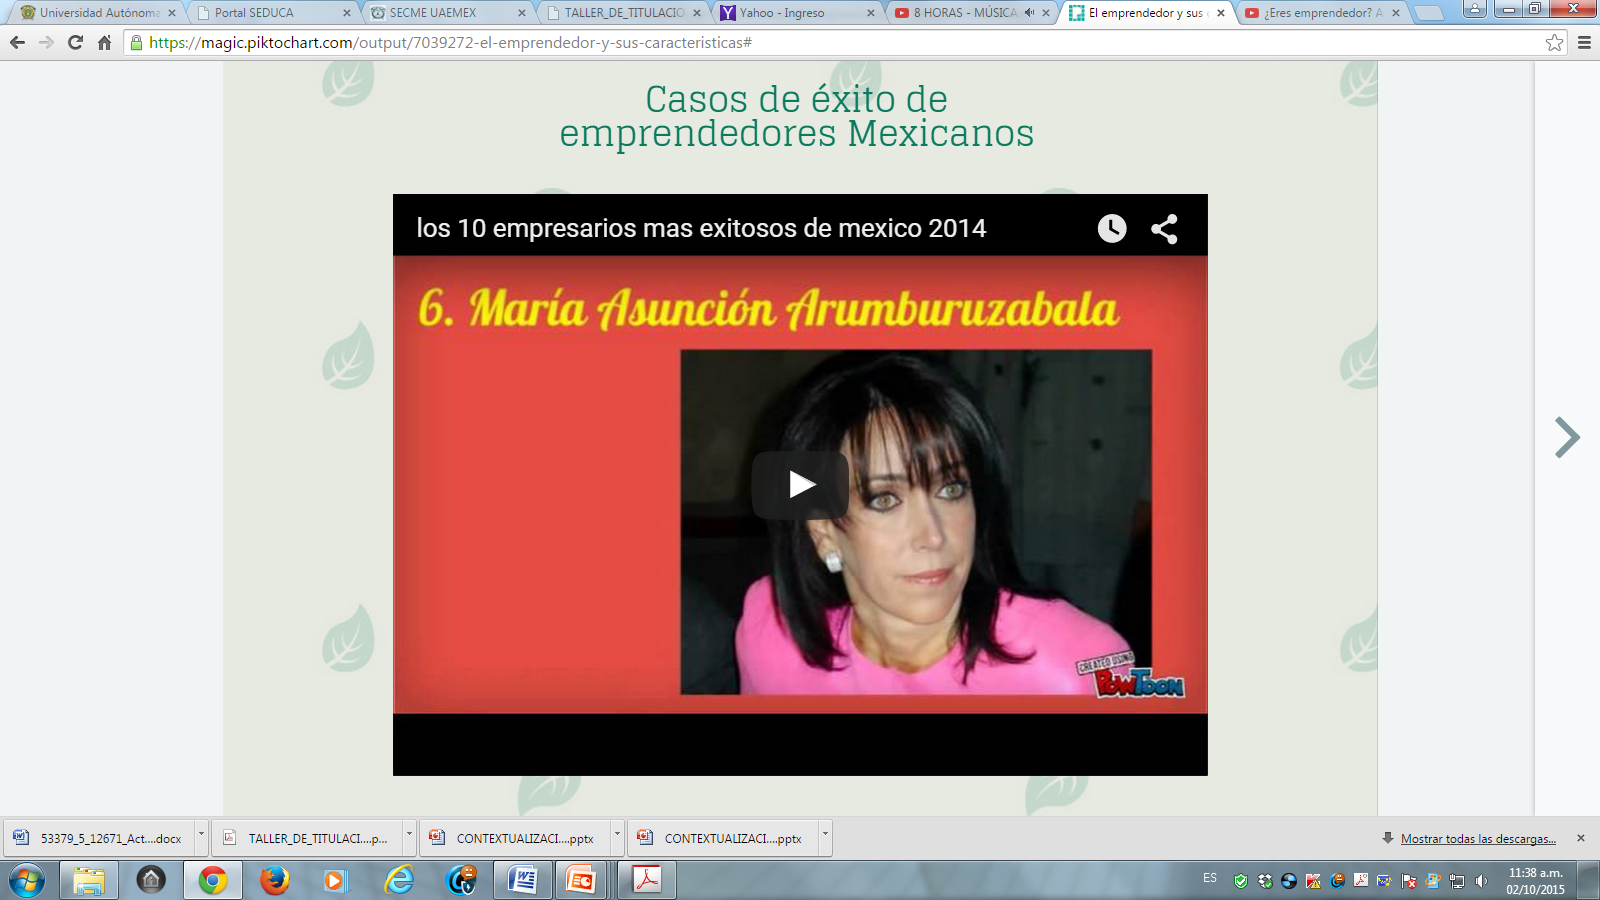 Universidad Autónoma
Portal SEDUCA
SECME UAEMEX
TALLER_DE_TITULACIO
Yahoo - Ingreso
8 HORAS - MÚSICA
El emprendedor y sus
¿Eres emprendedor? A
https://magic.piktochart.com/output/7039272-el-emprendedor-y-sus-caracteristicas#
Casos de éxito de
emprendedores Mexicanos
los 10 empresarios mas exitosos de mexico 2014
6. María Asunción Arumburuzabala
CREATED USING
POWTOON
53379_5_12671_Act....docx
TALLER_DE_TITULACI....p...
CONTEXTUALIZACI....pptx
CONTEXTUALIZACI....pptx
Mostrar todas las descargas...
ES
11:38 a.m.
02/10/2015